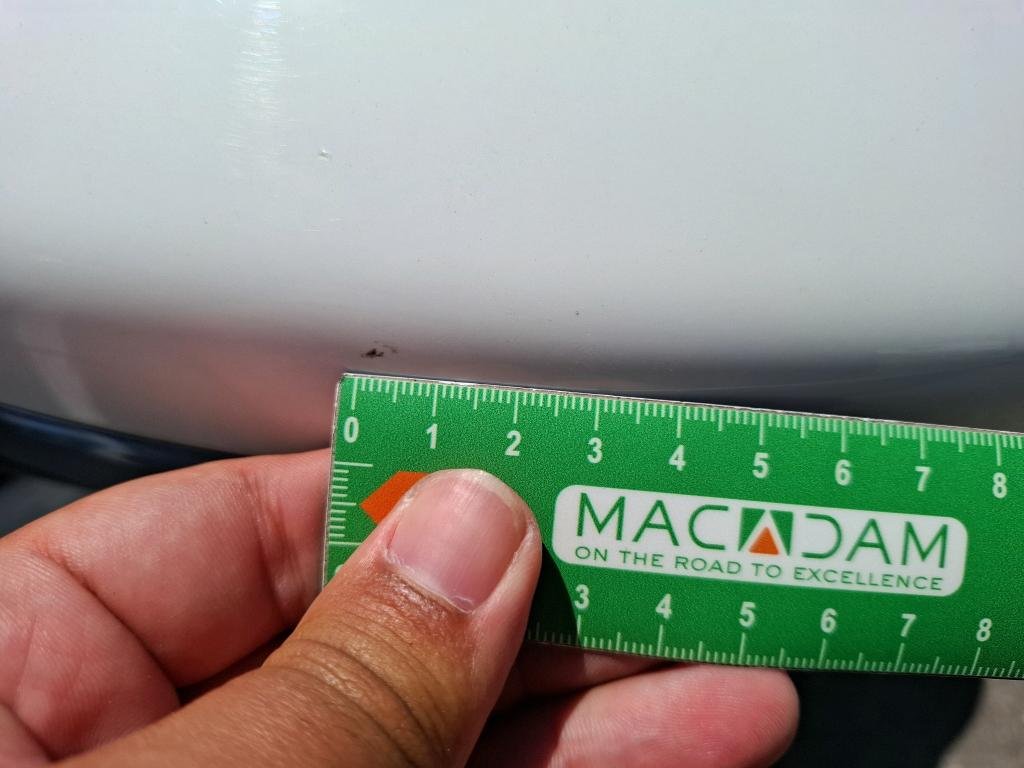 0 1 2 3 4 5 6 7 8
MACADAM
ON THE ROAD TO EXCELLENCE
3 4 5 6 7 8